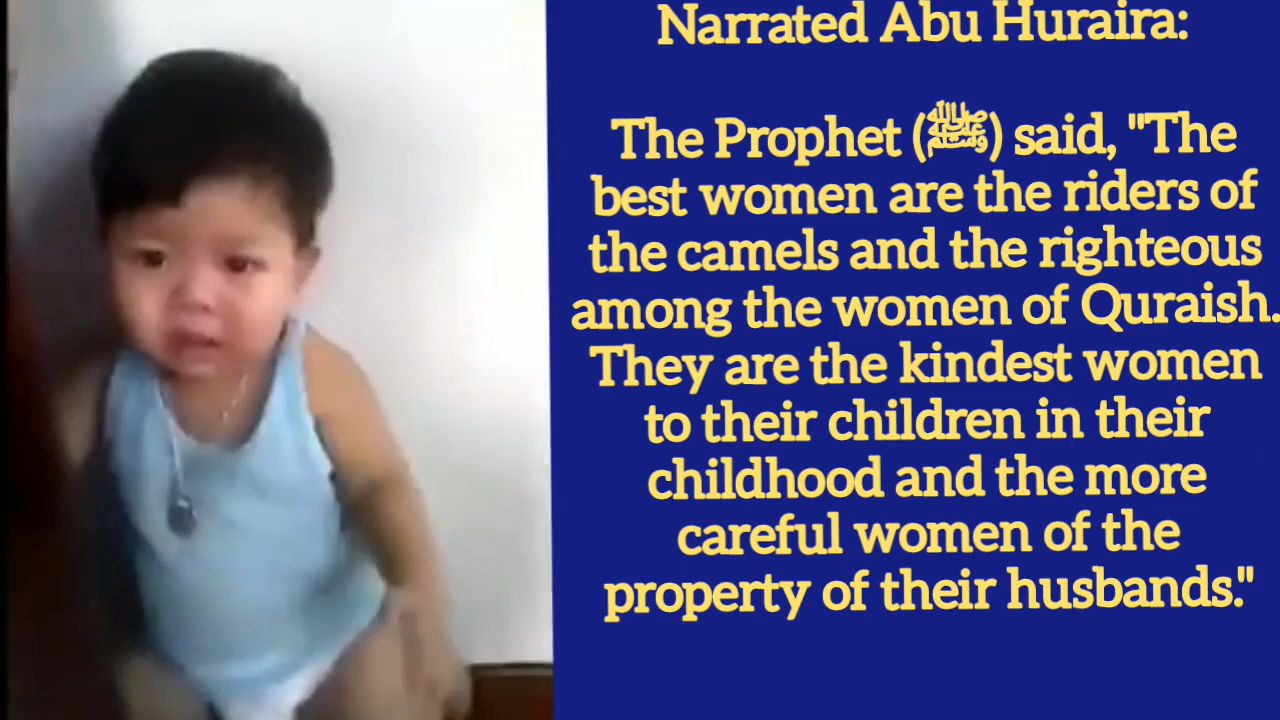 Narrated Abu Huraira:
The Prophet (ﷺ) said, "The
best women are the riders of
the camels and the righteous
among the women of Quraish.
They are the kindest women
to their children in their
childhood and the more
careful women of the
property of their husbands."